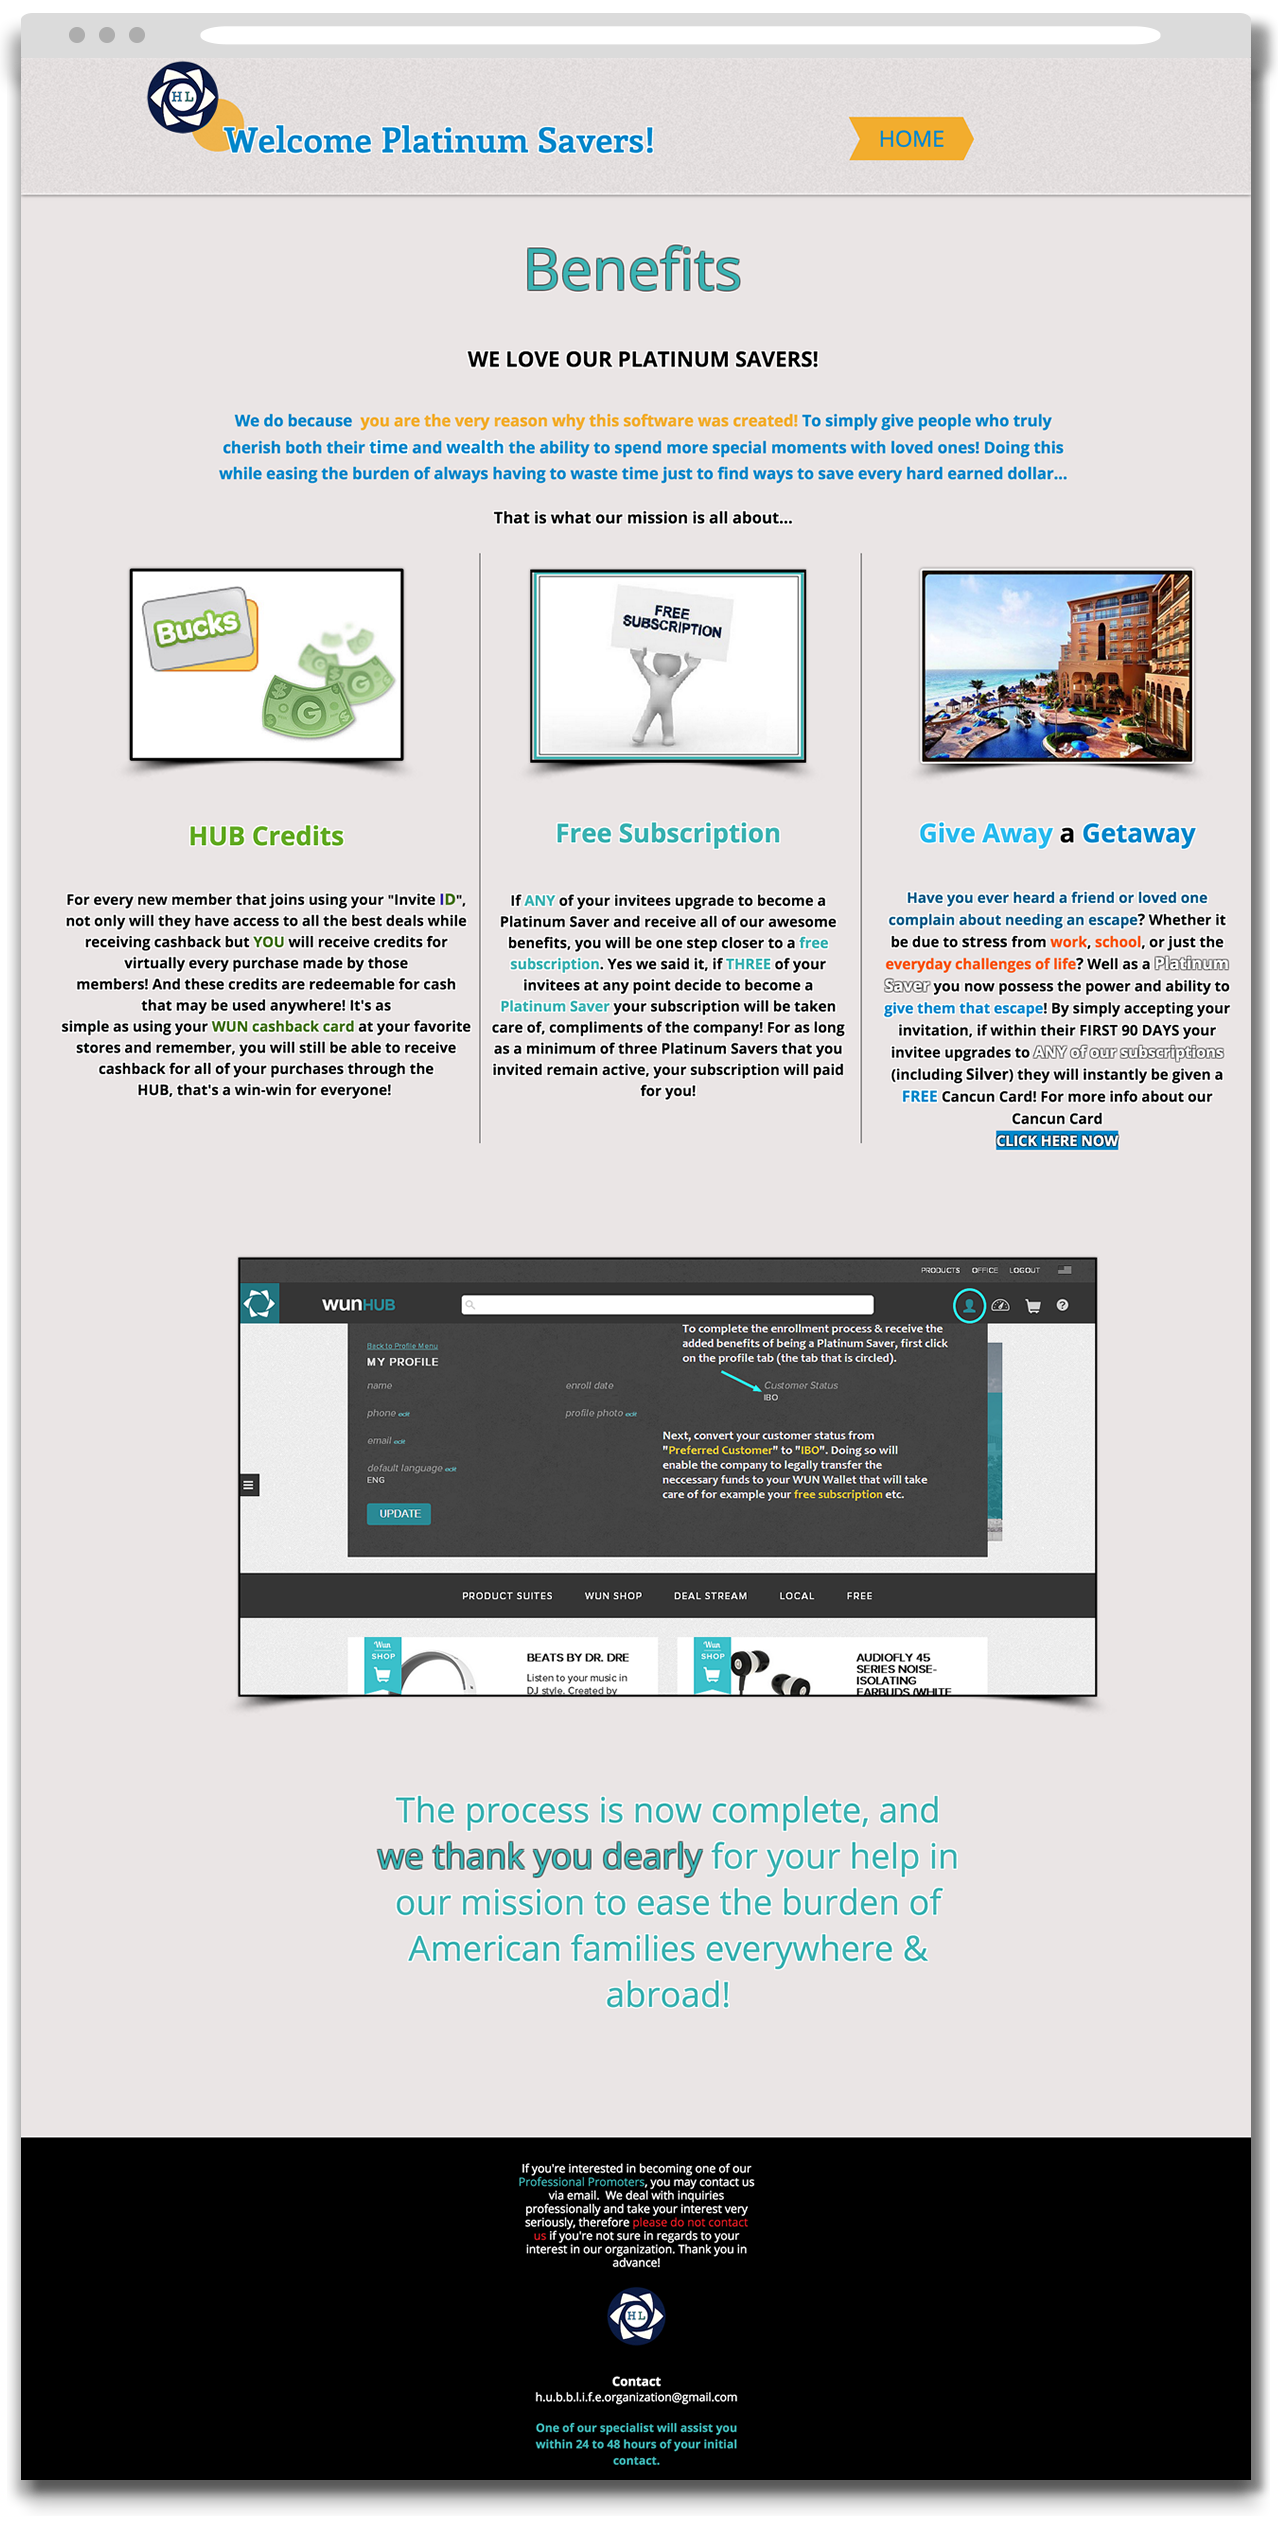 HL
Welcome Platinum Savers!
HOME
Benefits
WE LOVE OUR PLATINUM SAVERS!
We do because you are the very reason why this software was created! To simply give people who truly
cherish both their time and wealth the ability to spend more special moments with loved ones! Doing this
while easing the burden of always having to waste time just to find ways to save every hard earned dollar...
That is what our mission is all about...
Bucks
G
HUB Credits
For every new member that joins using your "Invite ID",
not only will they have access to all the best deals while
receiving cashback but YOU will receive credits for
virtually every purchase made by those
members! And these credits are redeemable for cash
that may be used anywhere! It's as
simple as using your WUN cashback card at your favorite
stores and remember, you will still be able to receive
cashback for all of your purchases through the
HUB, that's a win-win for everyone!
FREE
SUBSCRIPTION
Free Subscription
If ANY of your invitees upgrade to become a
Platinum Saver and receive all of our awesome
benefits, you will be one step closer to a free
subscription. Yes we said it, if THREE of your
invitees at any point decide to become a
Platinum Saver your subscription will be taken
care of, compliments of the company! For as long
as a minimum of three Platinum Savers that you
invited remain active, your subscription will paid
for you!
Give Away a Getaway
Have you ever heard a friend or loved one
complain about needing an escape? Whether it
be due to stress from work, school, or just the
everyday challenges of life? Well as a Platinum
Saver you now possess the power and ability to
give them that escape! By simply accepting your
invitation, if within their FIRST 90 DAYS your
invitee upgrades to ANY of our subscriptions
(including Silver) they will instantly be given a
FREE Cancun Card! For more info about our
Cancun Card
CLICK HERE NOW
PRODUCTS OFFICE LOGOUT
wunHUB
?
To complete the enrollment process & receive the
added benefits of being a Platinum Saver, first click
on the profile tab (the tab that is circled).
Back to Profile Menu
MY PROFILE
name
enroll date
Customer Status
IBO
phone edit
profile photo edit
email edit
default language edit
ENG
UPDATE
Next, convert your customer status from
"Preferred Customer" to "IBO". Doing so will
enable the company to legally transfer the
neccessary funds to your WUN Wallet that will take
care of for example your free subscription etc.
PRODUCT SUITES WUN SHOP DEAL STREAM LOCAL FREE
Wun
SHOP
BEATS BY DR. DRE
Listen to your music in
DJ style. Created by
Wun
SHOP
AUDIOFLY 45
SERIES NOISE-
ISOLATING
EARBUDS (WHITE
The process is now complete, and
we thank you dearly for your help in
our mission to ease the burden of
American families everywhere &
abroad!
If you're interested in becoming one of our
Professional Promoters, you may contact us
via email. We deal with inquiries
professionally and take your interest very
seriously, therefore please do not contact
us if you're not sure in regards to your
interest in our organization. Thank you in
advance!
HL
Contact
h.u.b.b.l.i.f.e.organization@gmail.com
One of our specialist will assist you
within 24 to 48 hours of your initial
contact.